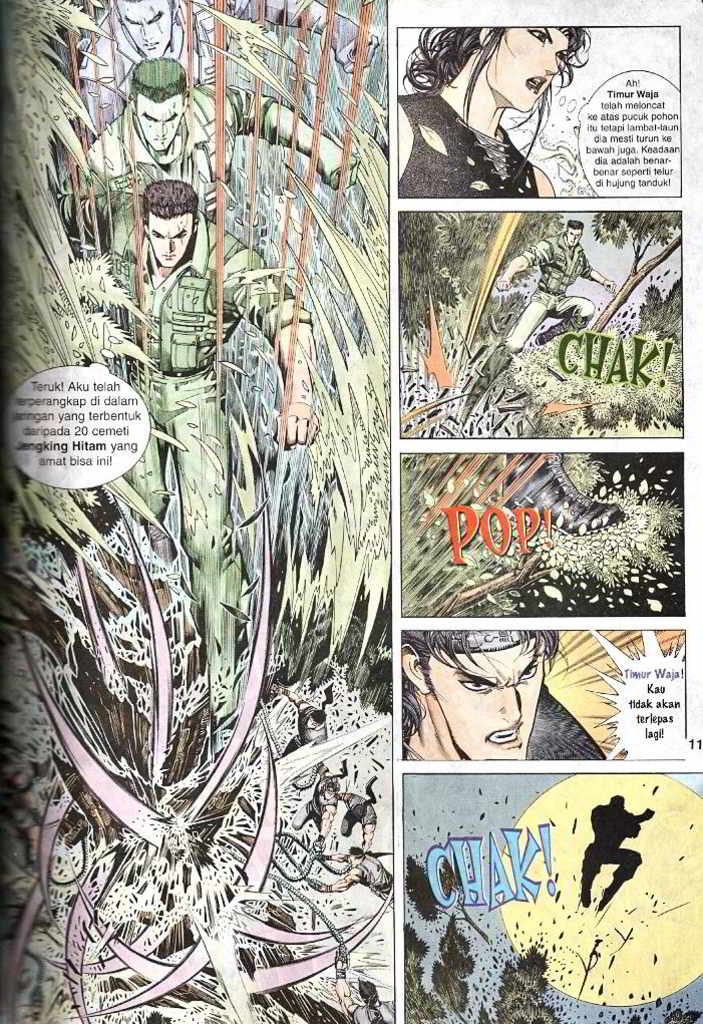 Teruk! Aku telah
terperangkap di dalam
jaringan yang terbentuk
daripada 20 cemeti
Jengking Hitam yang
amat bisa ini!
Ah!
Timur Waja
telah meloncat
ke atas pucuk pohon
itu tetapi lambat-laun
dia mesti turun ke
bawah juga. Keadaan
dia adalah benar-
benar seperti telur
di hujung tanduk!
CHAK!
POP!
Timur Waja!
Kau
tidak akan
terlepas
lagi!
11
CHAK!